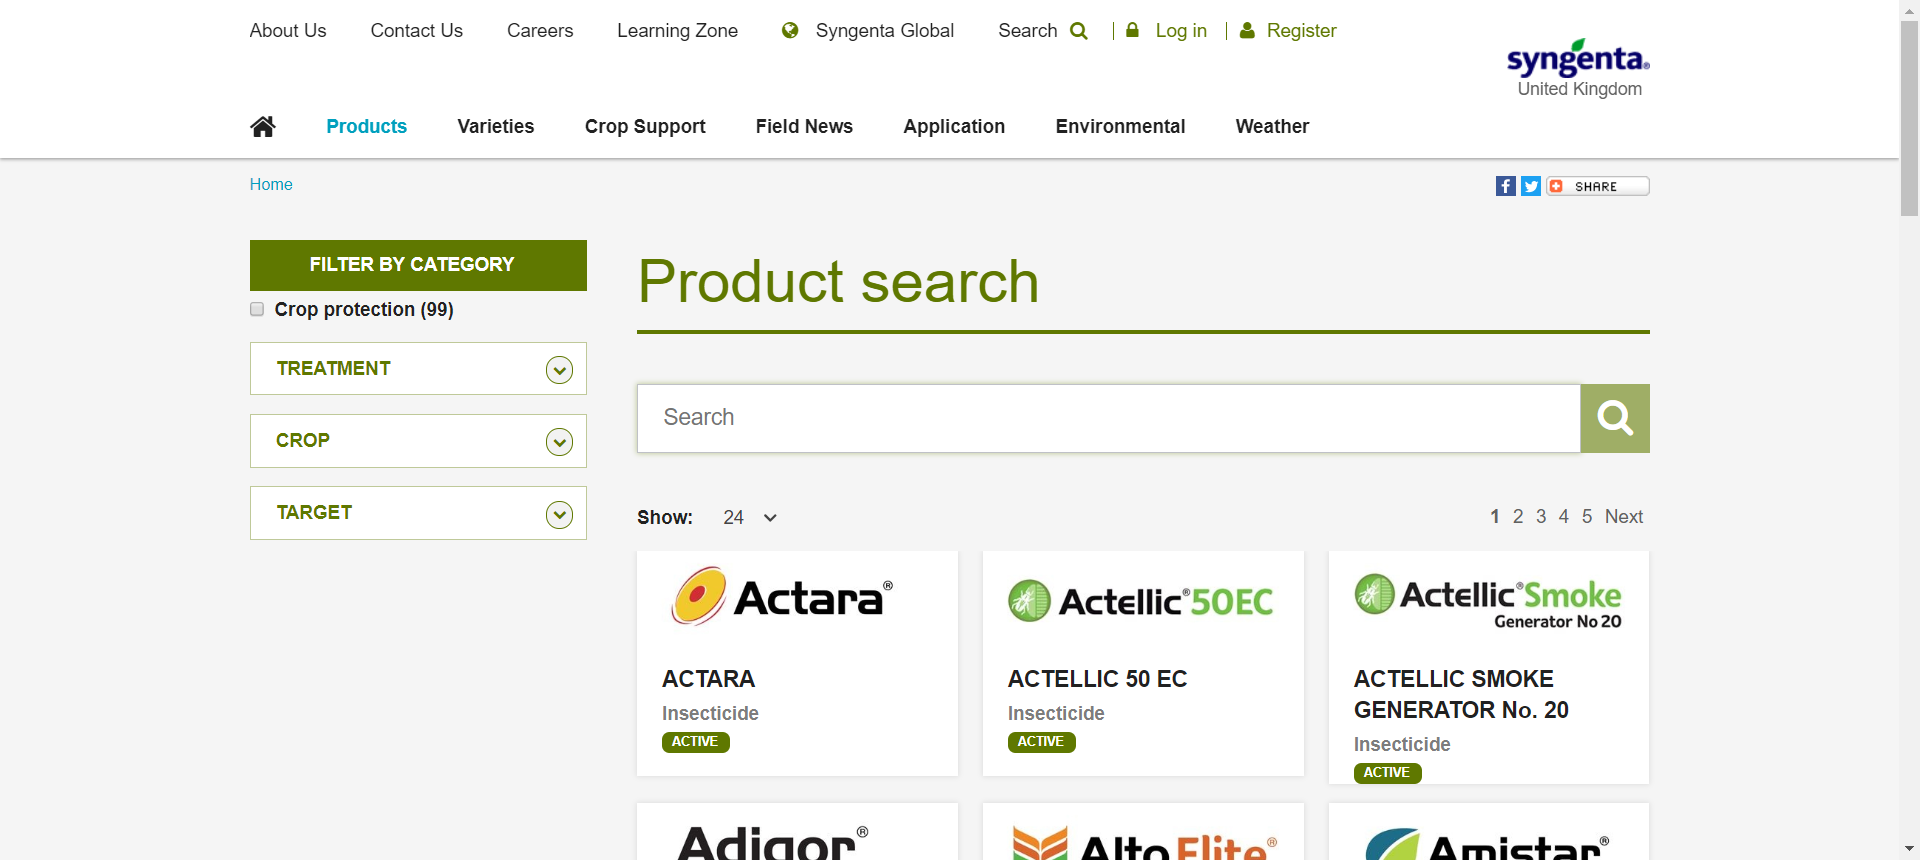 About Us Contact Us Careers Learning Zone Syngenta Global Search Log in Register
syngenta®
United Kingdom
Products Varieties Crop Support Field News Application Environmental Weather
Home
SHARE
FILTER BY CATEGORY
Crop protection (99)
TREATMENT
CROP
TARGET
Product search
Search
Show: 24
1 2 3 4 5 Next
Actara®
ACTARA
Insecticide
ACTIVE
Actellic®50EC
ACTELLIC 50 EC
Insecticide
ACTIVE
Actellic®Smoke
Generator No 20
ACTELLIC SMOKE
GENERATOR No. 20
Insecticide
ACTIVE
Adigor®
Alto Elite®
Amistar®